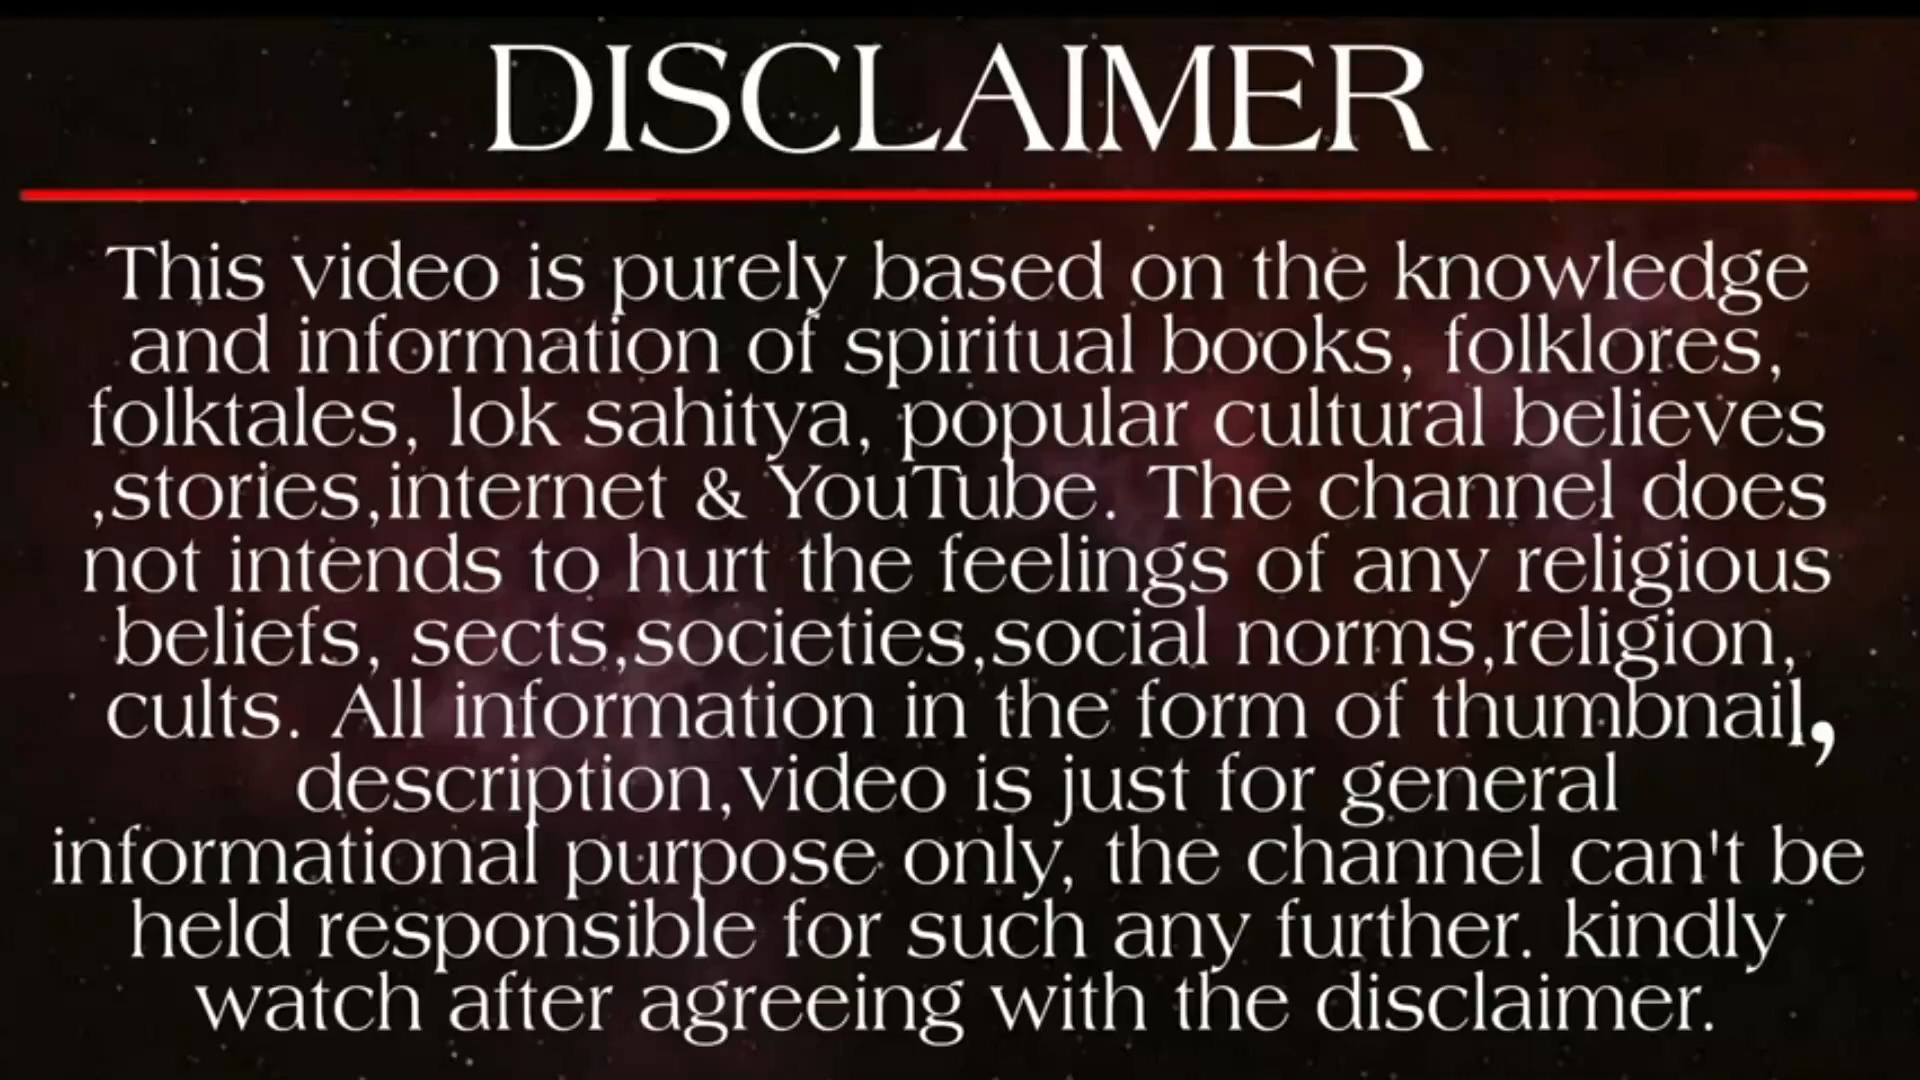 DISCLAIMER
This video is purely based on the knowledge
and information of spiritual books, folklores,
folktales, lok sahitya, popular cultural believes
,stories,internet & YouTube. The channel does
not intends to hurt the feelings of any religious
beliefs, sects,societies,social norms,religion,
cults. All information in the form of thumbnail,
description,video is just for general
informational purpose only, the channel can't be
held responsible for such any further. kindly
watch after agreeing with the disclaimer.